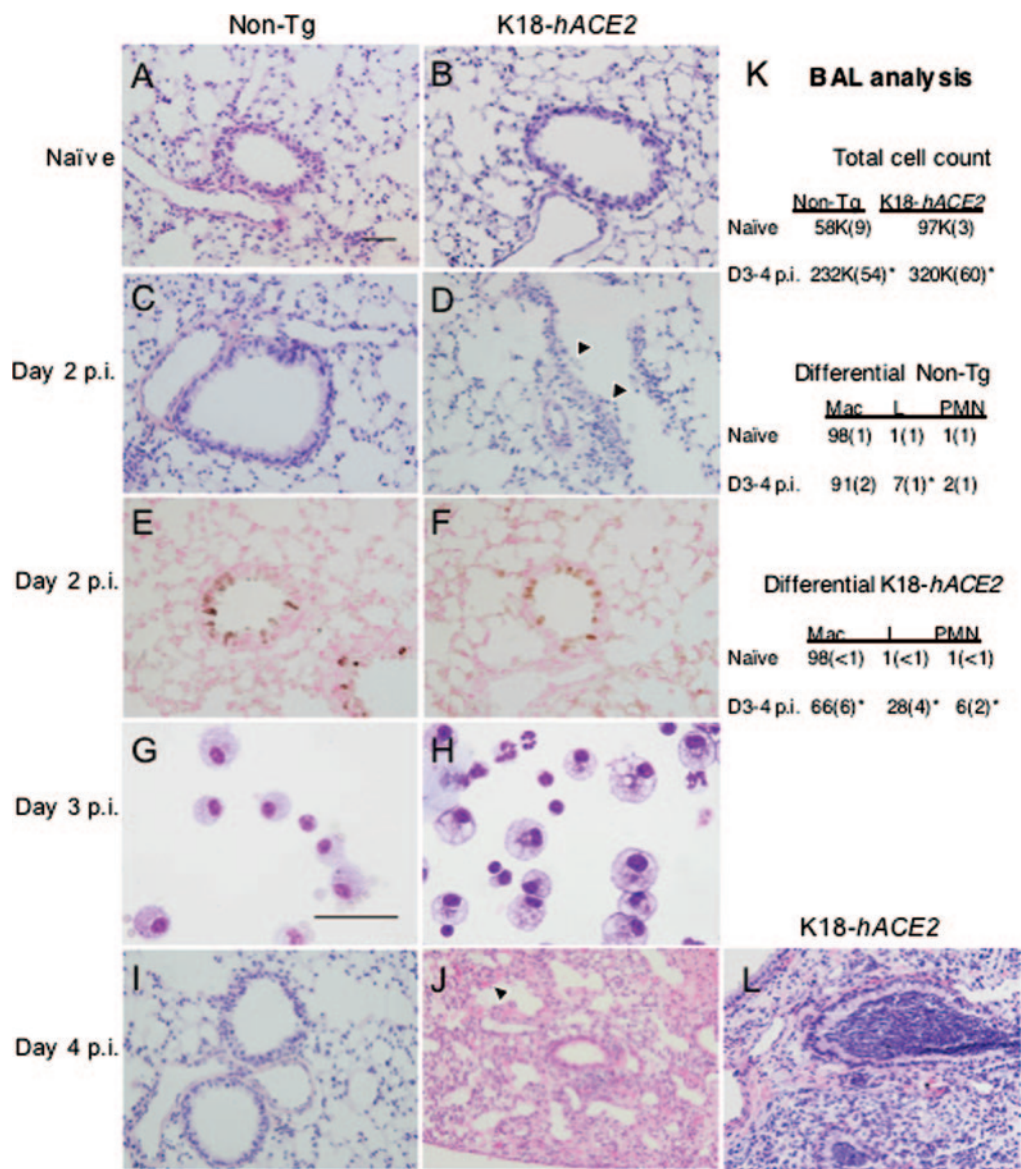 Non-Tg K18-hACE2
A B K BAL analysis
Naïve
Total cell count
Non-Tg K18-hACE2
Naïve 58K(9) 97K(3)
D3-4 p.i. 232K(54)* 320K(60)*
C D
Day 2 p.i.
Differential Non-Tg
Mac L PMN
Naïve 98(1) 1(1) 1(1)
D3-4 p.i. 91(2) 7(1)* 2(1)
E F
Day 2 p.i.
Differential K18-hACE2
Mac L PMN
Naïve 98(<1) 1(<1) 1(<1)
D3-4 p.i. 66(6)* 28(4)* 6(2)*
G H
Day 3 p.i.
K18-hACE2
I J L
Day 4 p.i.